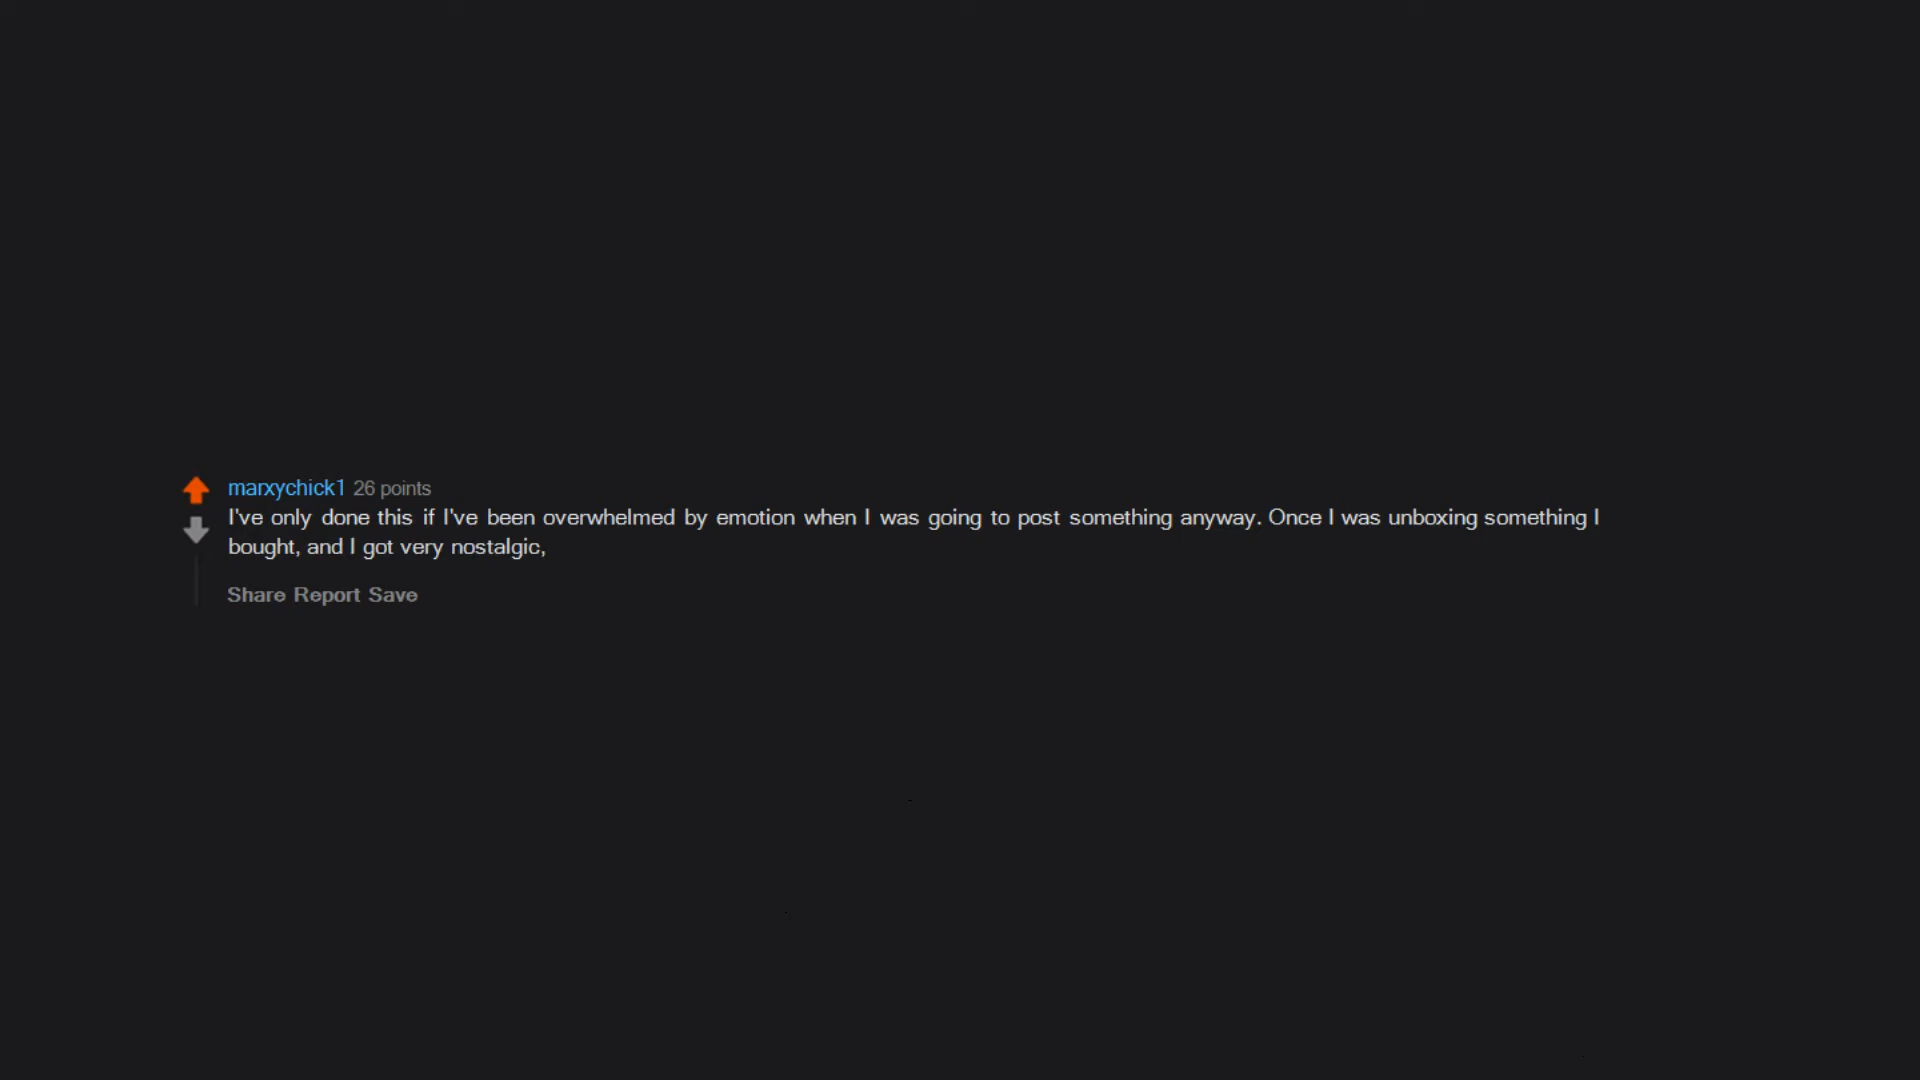 marxychick1 26 points
I've only done this if I've been overwhelmed by emotion when I was going to post something anyway. Once I was unboxing something I
bought, and I got very nostalgic,
Share Report Save